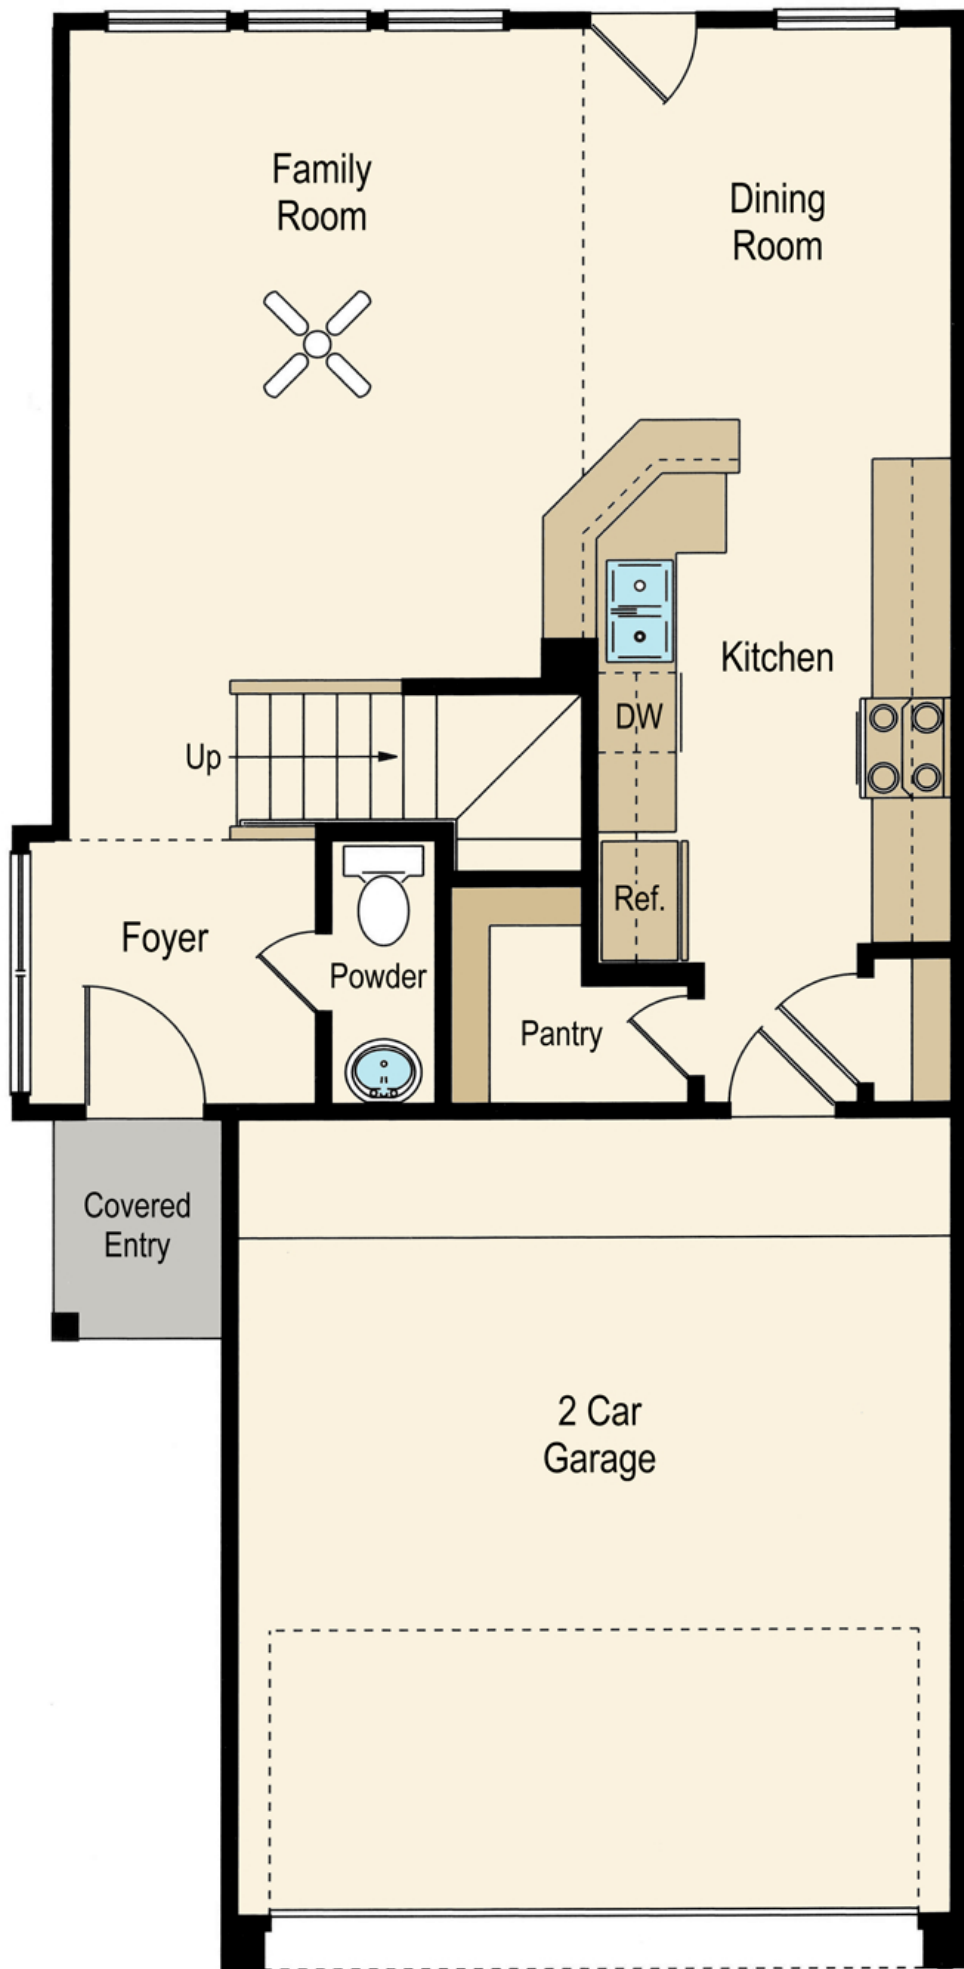 Family
Room
Dining
Room
Kitchen
DW
Up
Ref.
Foyer
Powder
Pantry
Covered
Entry
2 Car
Garage